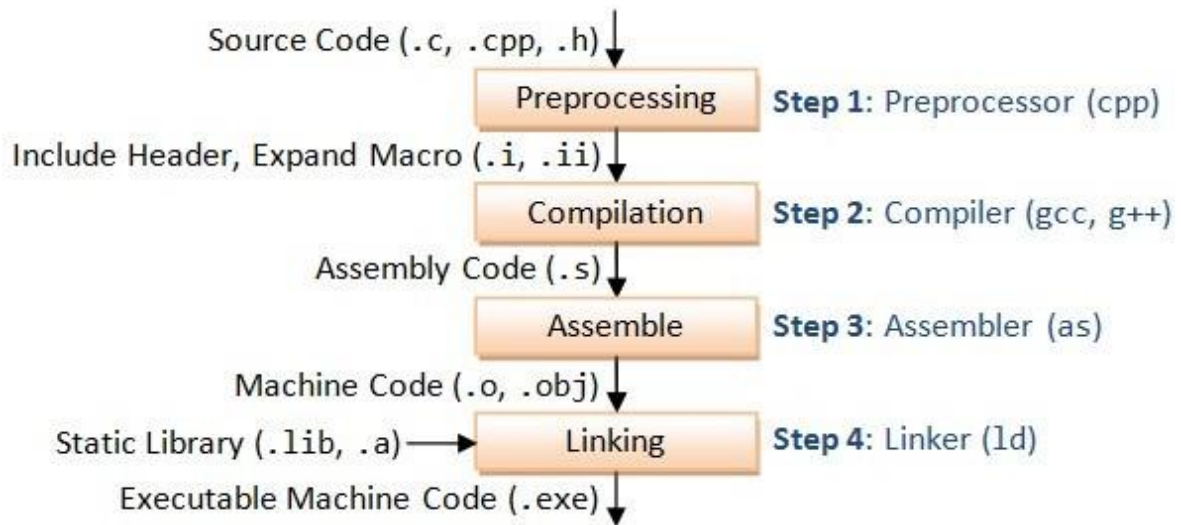 Source Code (.c, .cpp, .h)
Preprocessing
Step 1: Preprocessor (cpp)
Include Header, Expand Macro (.i, .ii)
Compilation
Step 2: Compiler (gcc, g++)
Assembly Code (.s)
Assemble
Step 3: Assembler (as)
Machine Code (.o, .obj)
Static Library (.lib, .a)
Linking
Step 4: Linker (ld)
Executable Machine Code (.exe)